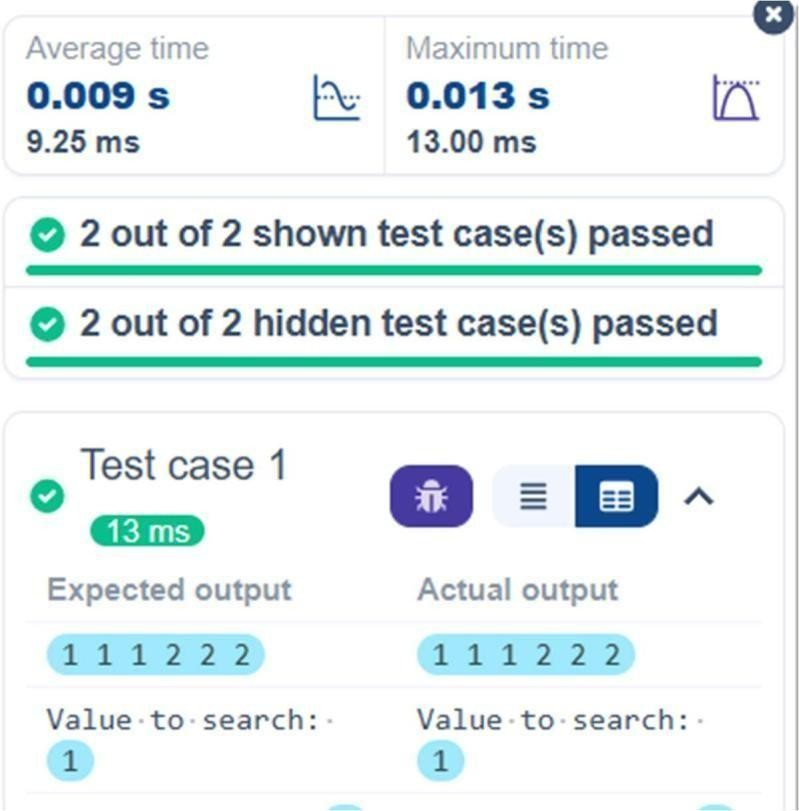 Average time
0.009 s
9.25 ms
Maximum time
0.013 s
13.00 ms
2 out of 2 shown test case(s) passed
2 out of 2 hidden test case(s) passed
Test case 1
13 ms
Expected output
Actual output
1 1 1 2 2 2
1 1 1 2 2 2
Value·to·search:·
1
Value·to·search:·
1